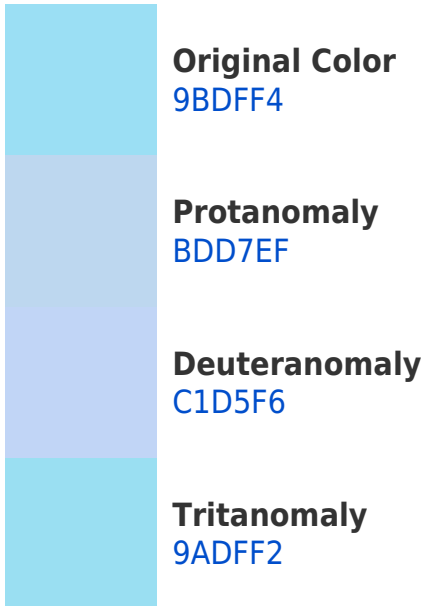 Original Color
9BDFF4
Protanomaly
BDD7EF
Deuteranomaly
C1D5F6
Tritanomaly
9ADFF2